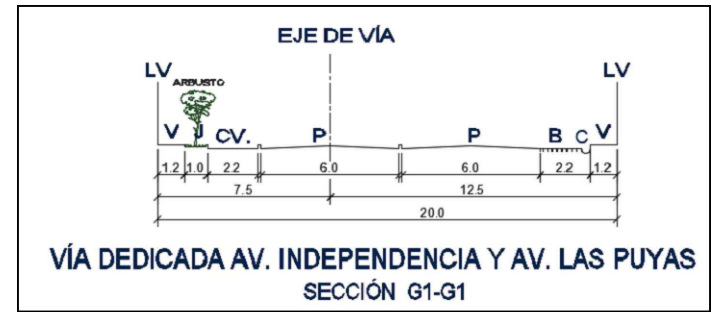 EJE DE VÍA
LV LV
ARBUSTO
V J CV. P P B C V
1.2 1.0 2.2 6.0 6.0 2.2 1.2
7.5 12.5
20.0
VÍA DEDICADA AV. INDEPENDENCIA Y AV. LAS PUYAS
SECCIÓN G1-G1